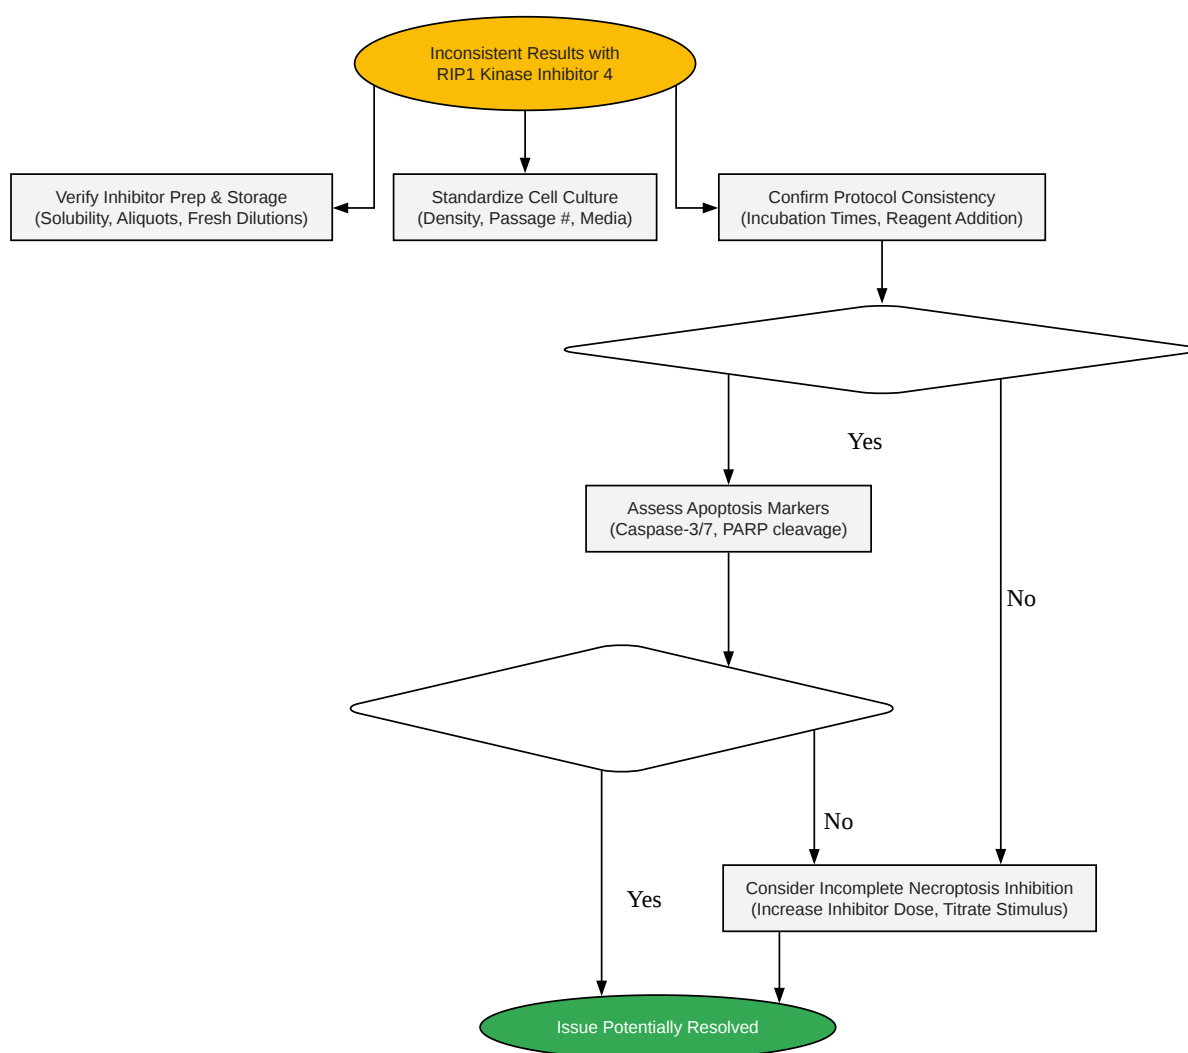 Inconsistent Results with
RIP1 Kinase Inhibitor 4
Verify Inhibitor Prep & Storage
(Solubility, Aliquots, Fresh Dilutions)
Standardize Cell Culture
(Density, Passage #, Media)
Confirm Protocol Consistency
(Incubation Times, Reagent Addition)
Yes
Assess Apoptosis Markers
(Caspase-3/7, PARP cleavage)
No
No
Consider Incomplete Necroptosis Inhibition
(Increase Inhibitor Dose, Titrate Stimulus)
Yes
Issue Potentially Resolved